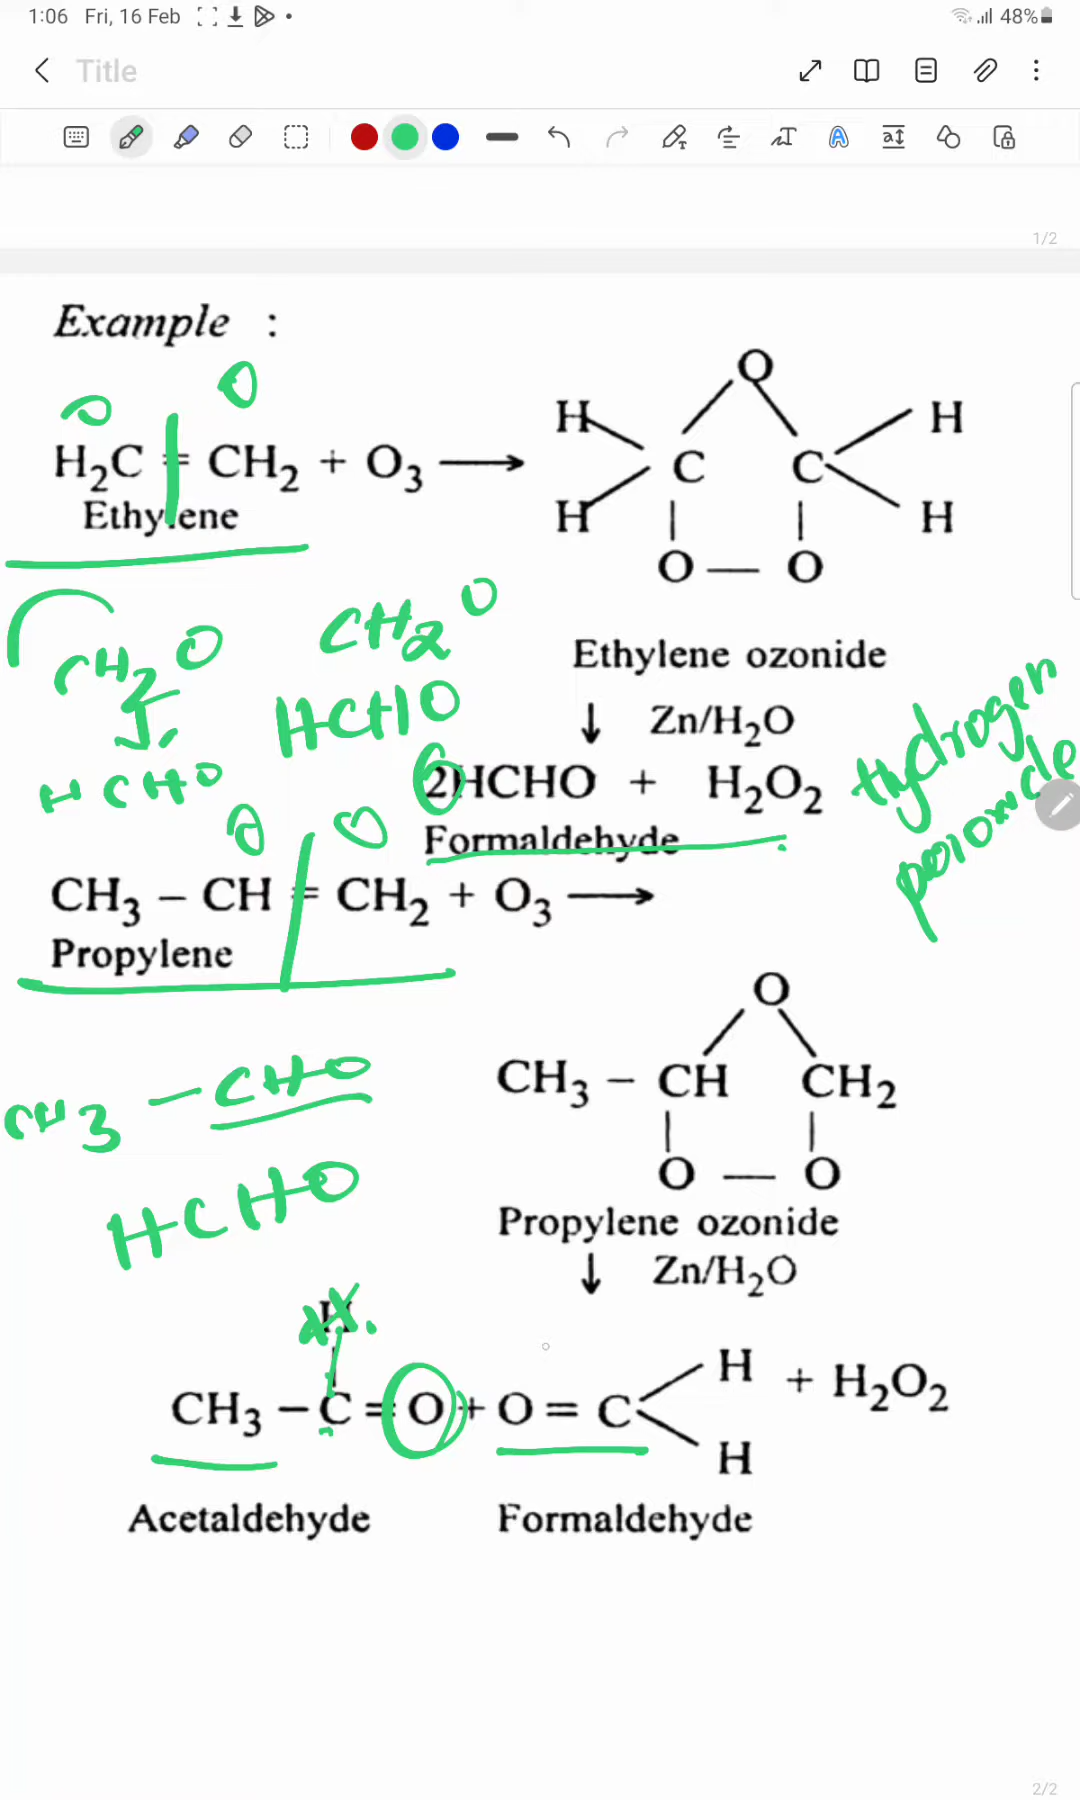 1:06 Fri, 16 Feb 48%
Title
1/2
Example :
O O
H₂C = CH₂ + O₃ ⟶
Ethylene
O
H H
C C
H H
O — O
CH₂O CH₂O
Ethylene ozonide
HCHO
↓ Zn/H₂O
HCHO
2HCHO + H₂O₂
Hydrogen
peroxide
Formaldehyde
O O
CH₃ – CH = CH₂ + O₃ ⟶
Propylene
O
CH₃ – CH CH₂
O — O
CH₃ – CHO
HCHO
Propylene ozonide
↓ Zn/H₂O
H
CH₃ – C = O + O = C H + H₂O₂
H
Acetaldehyde Formaldehyde
2/2